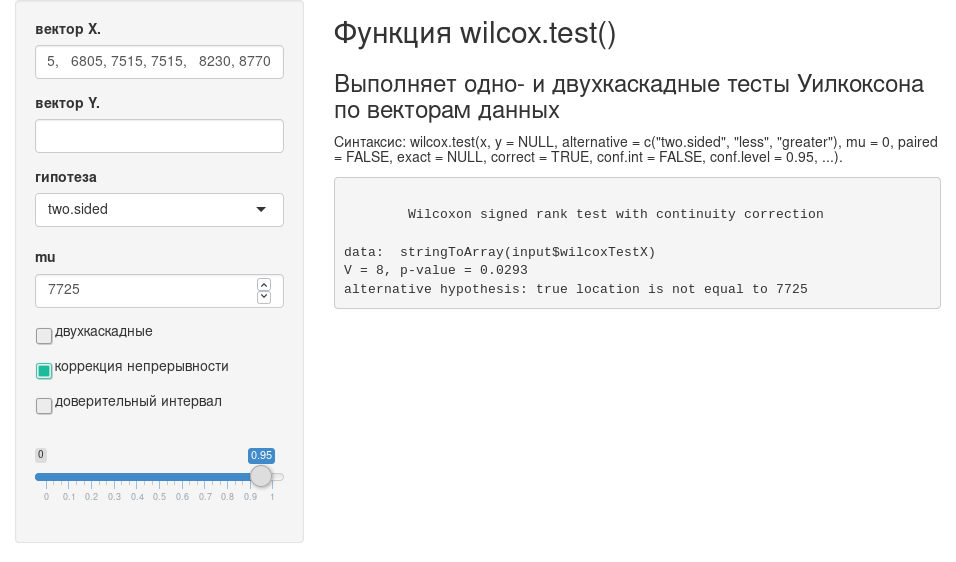 вектор X.
5, 6805, 7515, 7515, 8230, 8770
вектор Y.
гипотеза
two.sided
mu
7725
двухкаскадные
коррекция непрерывности
доверительный интервал
0
0.95
0 0.1 0.2 0.3 0.4 0.5 0.6 0.7 0.8 0.9 1
Функция wilcox.test()
Выполняет одно- и двухкаскадные тесты Уилкоксона
по векторам данных
Синтаксис: wilcox.test(x, y = NULL, alternative = c("two.sided", "less", "greater"), mu = 0, paired
= FALSE, exact = NULL, correct = TRUE, conf.int = FALSE, conf.level = 0.95, ...).
Wilcoxon signed rank test with continuity correction
data: stringToArray(input$wilcoxTestX)
V = 8, p-value = 0.0293
alternative hypothesis: true location is not equal to 7725